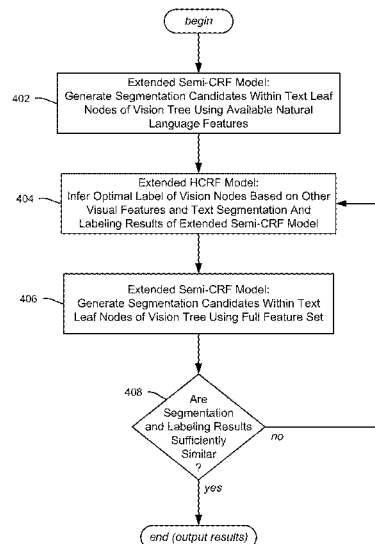 begin
402
Extended Semi-CRF Model:
Generate Segmentation Candidates Within Text Leaf
Nodes of Vision Tree Using Available Natural
Language Features
404
Extended HCRF Model:
Infer Optimal Label of Vision Nodes Based on Other
Visual Features and Text Segmentation And
Labeling Results of Extended Semi-CRF Model
406
Extended Semi-CRF Model:
Generate Segmentation Candidates Within Text
Leaf Nodes of Vision Tree Using Full Feature Set
408
Are
Segmentation
and Labeling Results
Sufficiently
Similar
?
no
yes
end (output results)